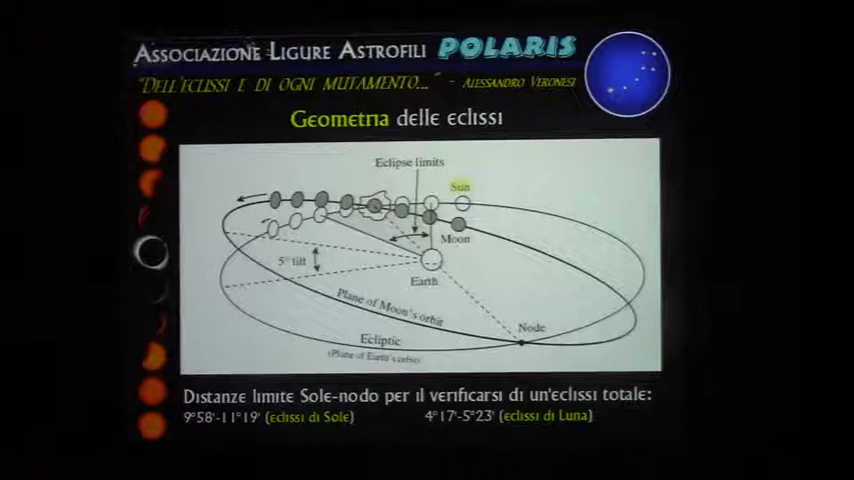 ASSOCIAZIONE LIGURE ASTROFILI POLARIS
"DELL'ECLISSI E DI OGNI MUTAMENTO..." - ALESSANDRO VERONESI
Geometria delle eclissi
Eclipse limits
Sun
Moon
5° tilt
Earth
Plane of Moon's orbit
Node
Ecliptic
(Plane of Earth's orbit)
Distanze limite Sole-nodo per il verificarsi di un'eclissi totale:
9°58'-11°19' (eclissi di Sole) 4°17'-5°23' (eclissi di Luna)